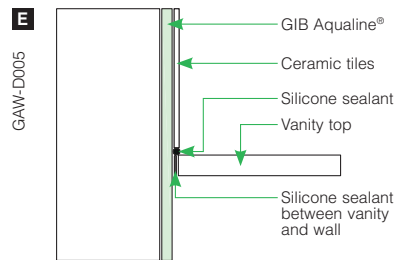 E
GAW-D005
GIB Aqualine®
Ceramic tiles
Silicone sealant
Vanity top
Silicone sealant
between vanity
and wall